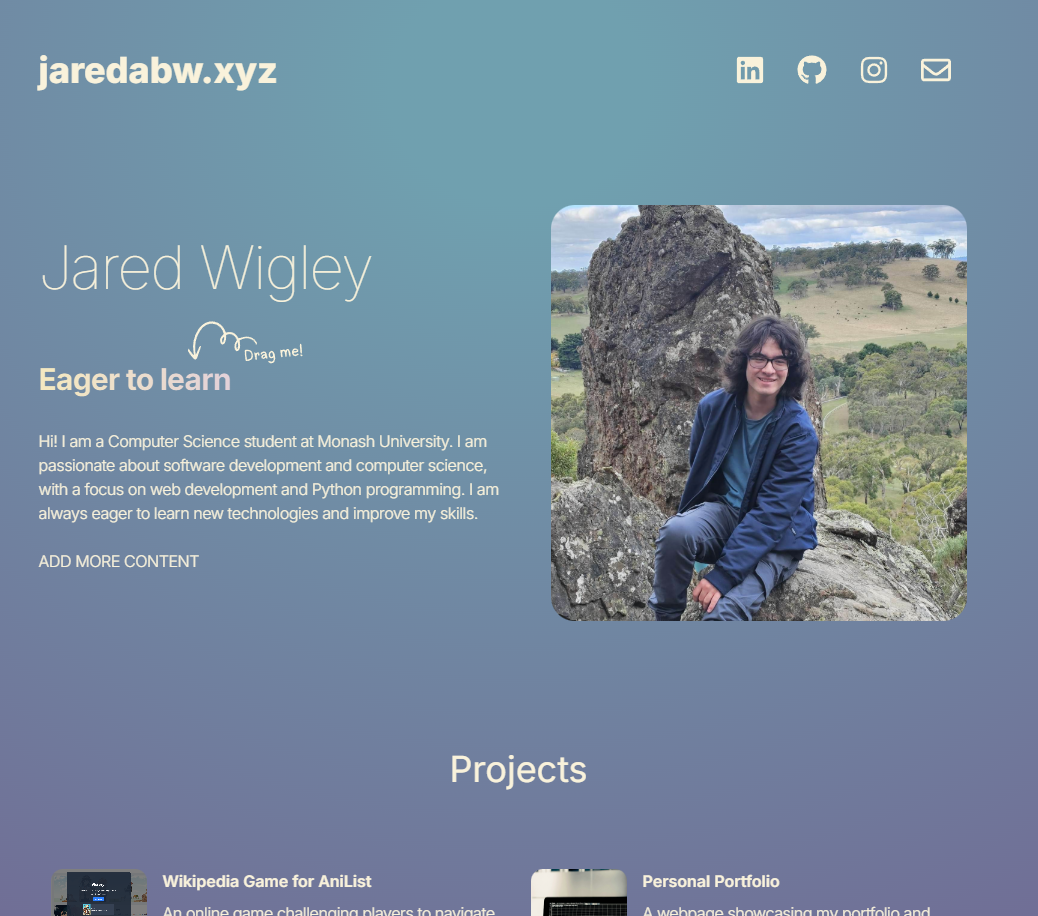 jaredabw.xyz
Jared Wigley
Drag me!
Eager to learn
Hi! I am a Computer Science student at Monash University. I am
passionate about software development and computer science,
with a focus on web development and Python programming. I am
always eager to learn new technologies and improve my skills.
ADD MORE CONTENT
Projects
Wikipedia Game for AniList
Personal Portfolio
An online game challenging players to navigate
A webpage showcasing my portfolio and